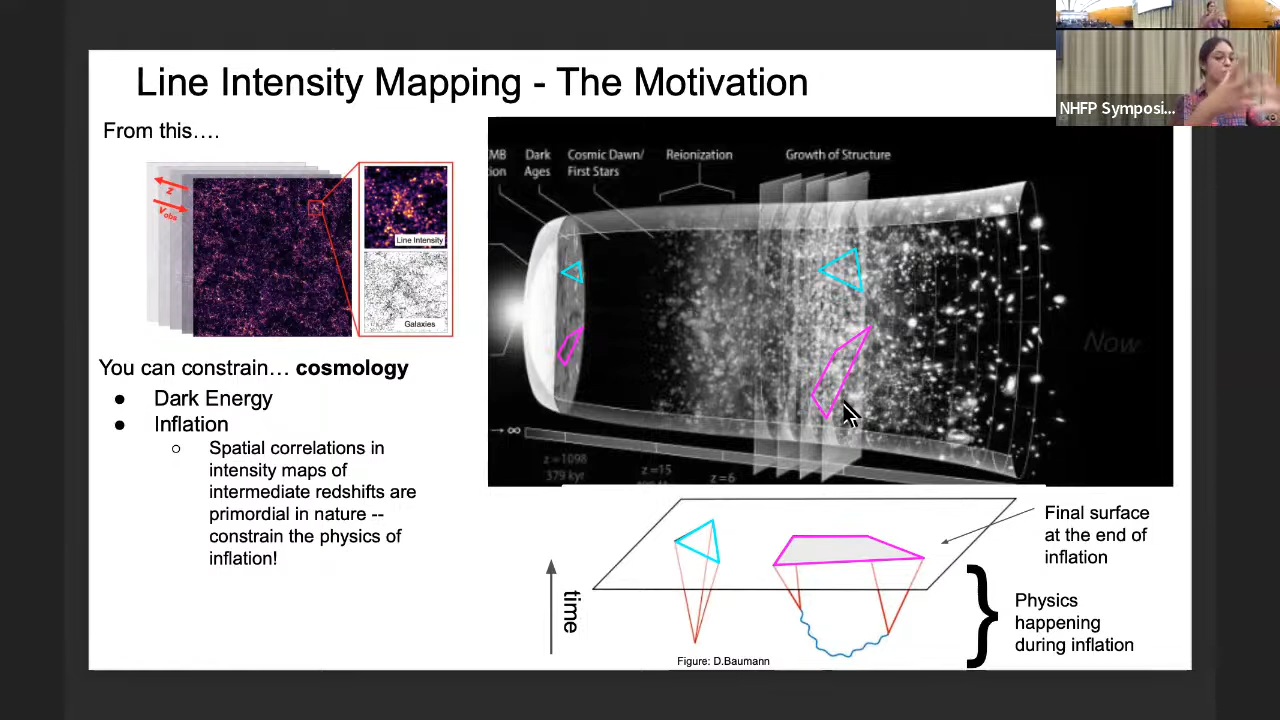 Line Intensity Mapping - The Motivation
NHFP Symposi...
From this....
z
vobs
Line Intensity
Galaxies
You can constrain... cosmology
● Dark Energy
● Inflation
○ Spatial correlations in
intensity maps of
intermediate redshifts are
primordial in nature --
constrain the physics of
inflation!
Dark
Ages
Cosmic Dawn/
First Stars
Reionization
Growth of Structure
Now
→ ∞
z=1098
379 kyr
z=15
z=6
time
Final surface
at the end of
inflation
Physics
happening
during inflation
Figure: D.Baumann